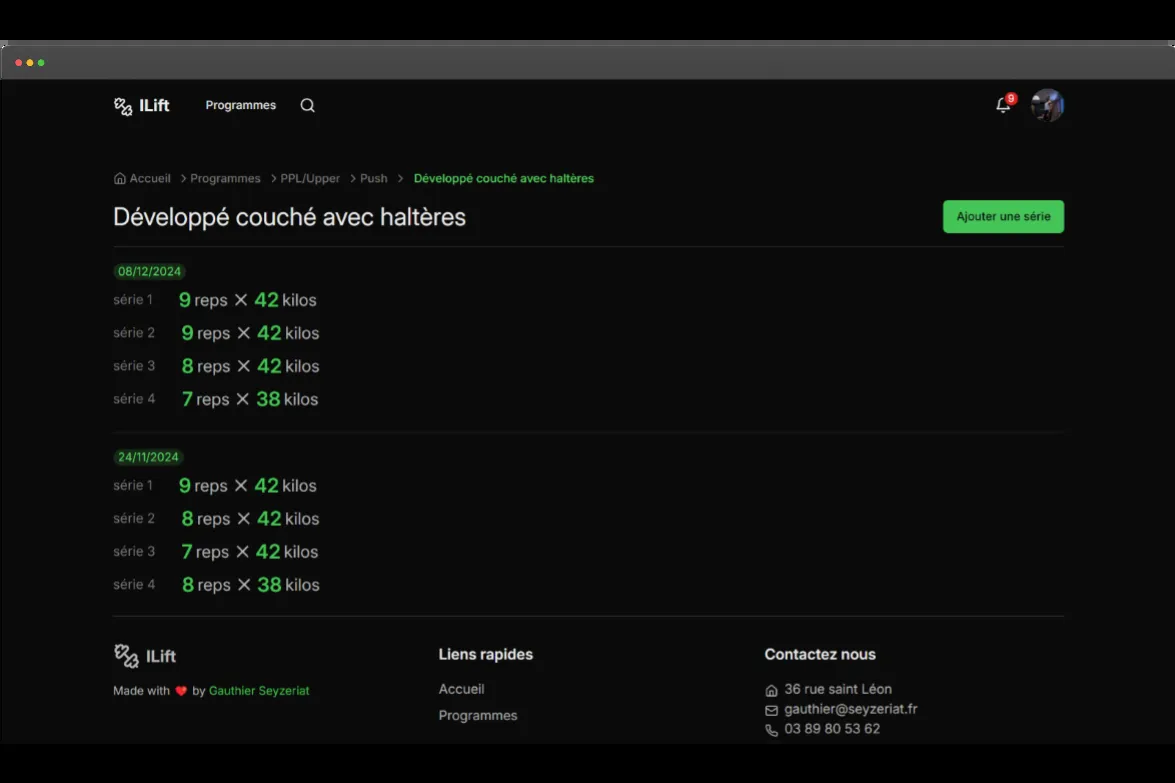 ILift Programmes 9
Accueil > Programmes > PPL/Upper > Push > Développé couché avec haltères
Développé couché avec haltères
Ajouter une série
08/12/2024
série 1 9 reps × 42 kilos
série 2 9 reps × 42 kilos
série 3 8 reps × 42 kilos
série 4 7 reps × 38 kilos
24/11/2024
série 1 9 reps × 42 kilos
série 2 8 reps × 42 kilos
série 3 7 reps × 42 kilos
série 4 8 reps × 38 kilos
ILift
Made with ❤ by Gauthier Seyzeriat
Liens rapides
Accueil
Programmes
Contactez nous
36 rue saint Léon
gauthier@seyzeriat.fr
03 89 80 53 62